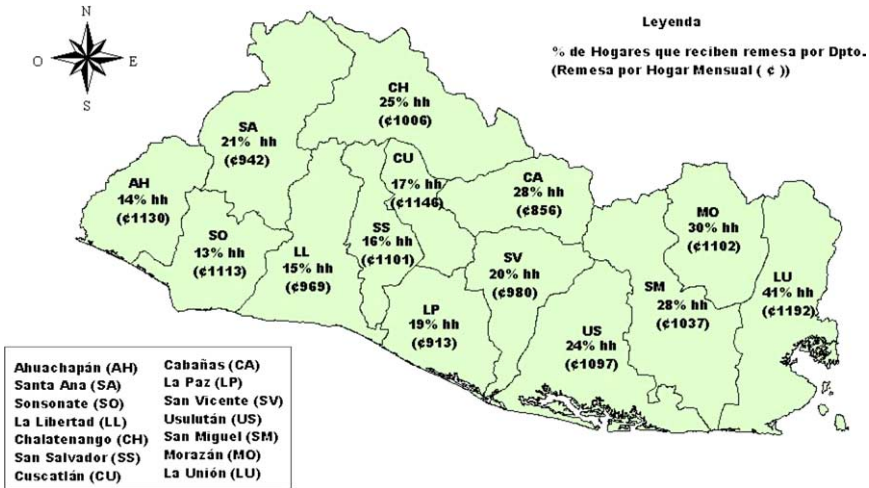 N
O
E
S
Leyenda
% de Hogares que reciben remesa por Dpto.
(Remesa por Hogar Mensual ( ¢ ))
CH
25% hh
(¢1006)
SA
21% hh
(¢942)
CU
17% hh
(¢1146)
CA
28% hh
(¢856)
AH
14% hh
(¢1130)
MO
30% hh
(¢1102)
SO
13% hh
(¢1113)
LL
15% hh
(¢969)
SS
16% hh
(¢1101)
SV
20% hh
(¢980)
LU
41% hh
(¢1192)
SM
28% hh
(¢1037)
LP
19% hh
(¢913)
US
24% hh
(¢1097)
Ahuachapán (AH)
Santa Ana (SA)
Sonsonate (SO)
La Libertad (LL)
Chalatenango (CH)
San Salvador (SS)
Cuscatlán (CU)
Cabañas (CA)
La Paz (LP)
San Vicente (SV)
Usulután (US)
San Miguel (SM)
Morazán (MO)
La Unión (LU)